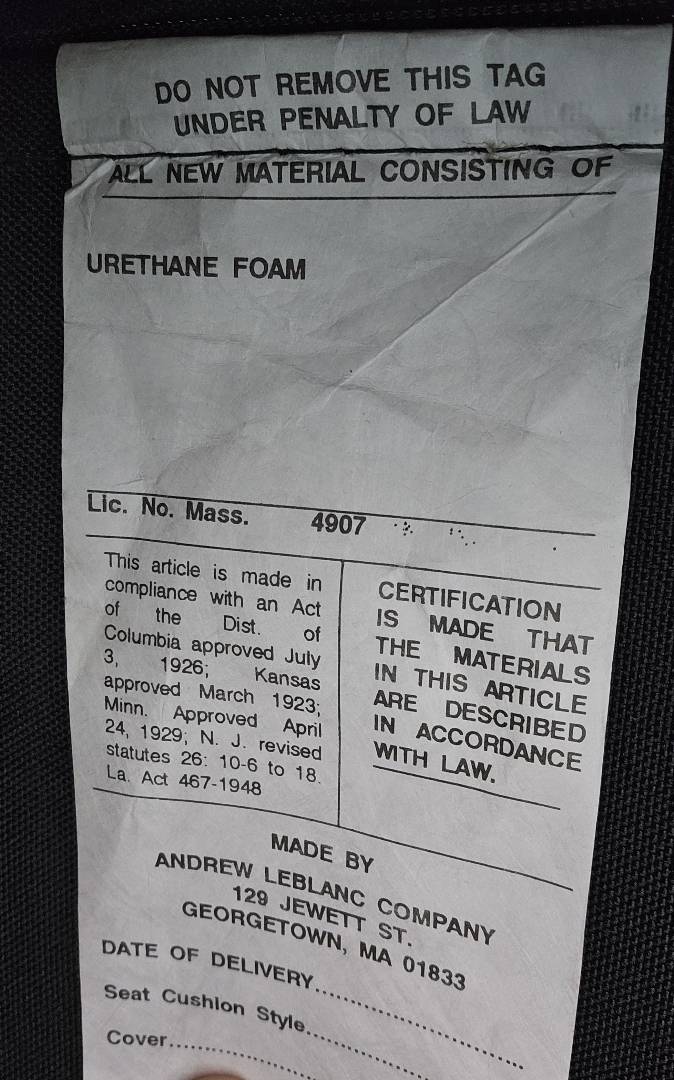 DO NOT REMOVE THIS TAG
UNDER PENALTY OF LAW
ALL NEW MATERIAL CONSISTING OF
URETHANE FOAM
Lic. No. Mass. 4907
This article is made in
compliance with an Act
of the Dist. of
Columbia approved July
3, 1926; Kansas
approved March 1923;
Minn. Approved April
24, 1929; N. J. revised
statutes 26: 10-6 to 18.
La. Act 467-1948
CERTIFICATION
IS MADE THAT
THE MATERIALS
IN THIS ARTICLE
ARE DESCRIBED
IN ACCORDANCE
WITH LAW.
MADE BY
ANDREW LEBLANC COMPANY
129 JEWETT ST.
GEORGETOWN, MA 01833
DATE OF DELIVERY..............................
Seat Cushion Style..................
Cover.....................